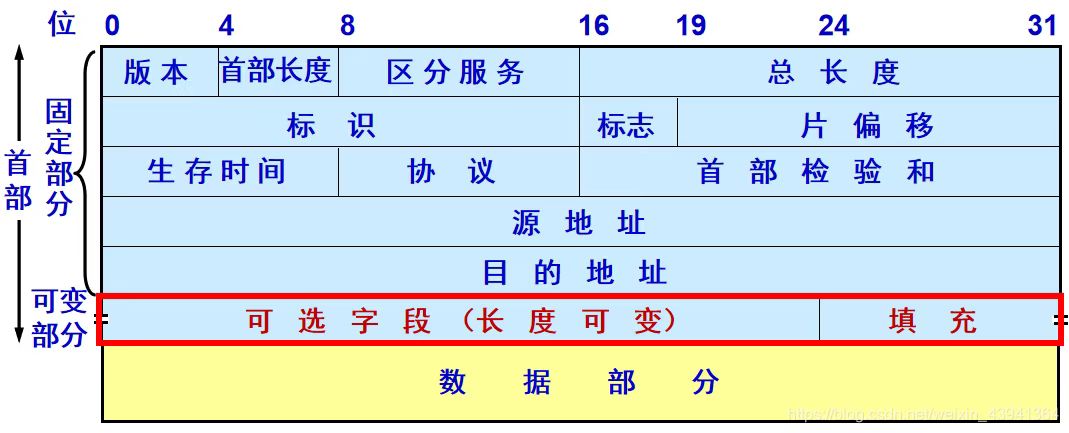 位 0 4 8 16 19 24 31
版本 首部长度 区分服务 总长度
标识 标志 片偏移
生存时间 协议 首部检验和
源地址
目的地址
可选字段（长度可变） 填充
数据部分
首部
固定部分
可变
部分
https://blog.csdn.net/weixin_43941364